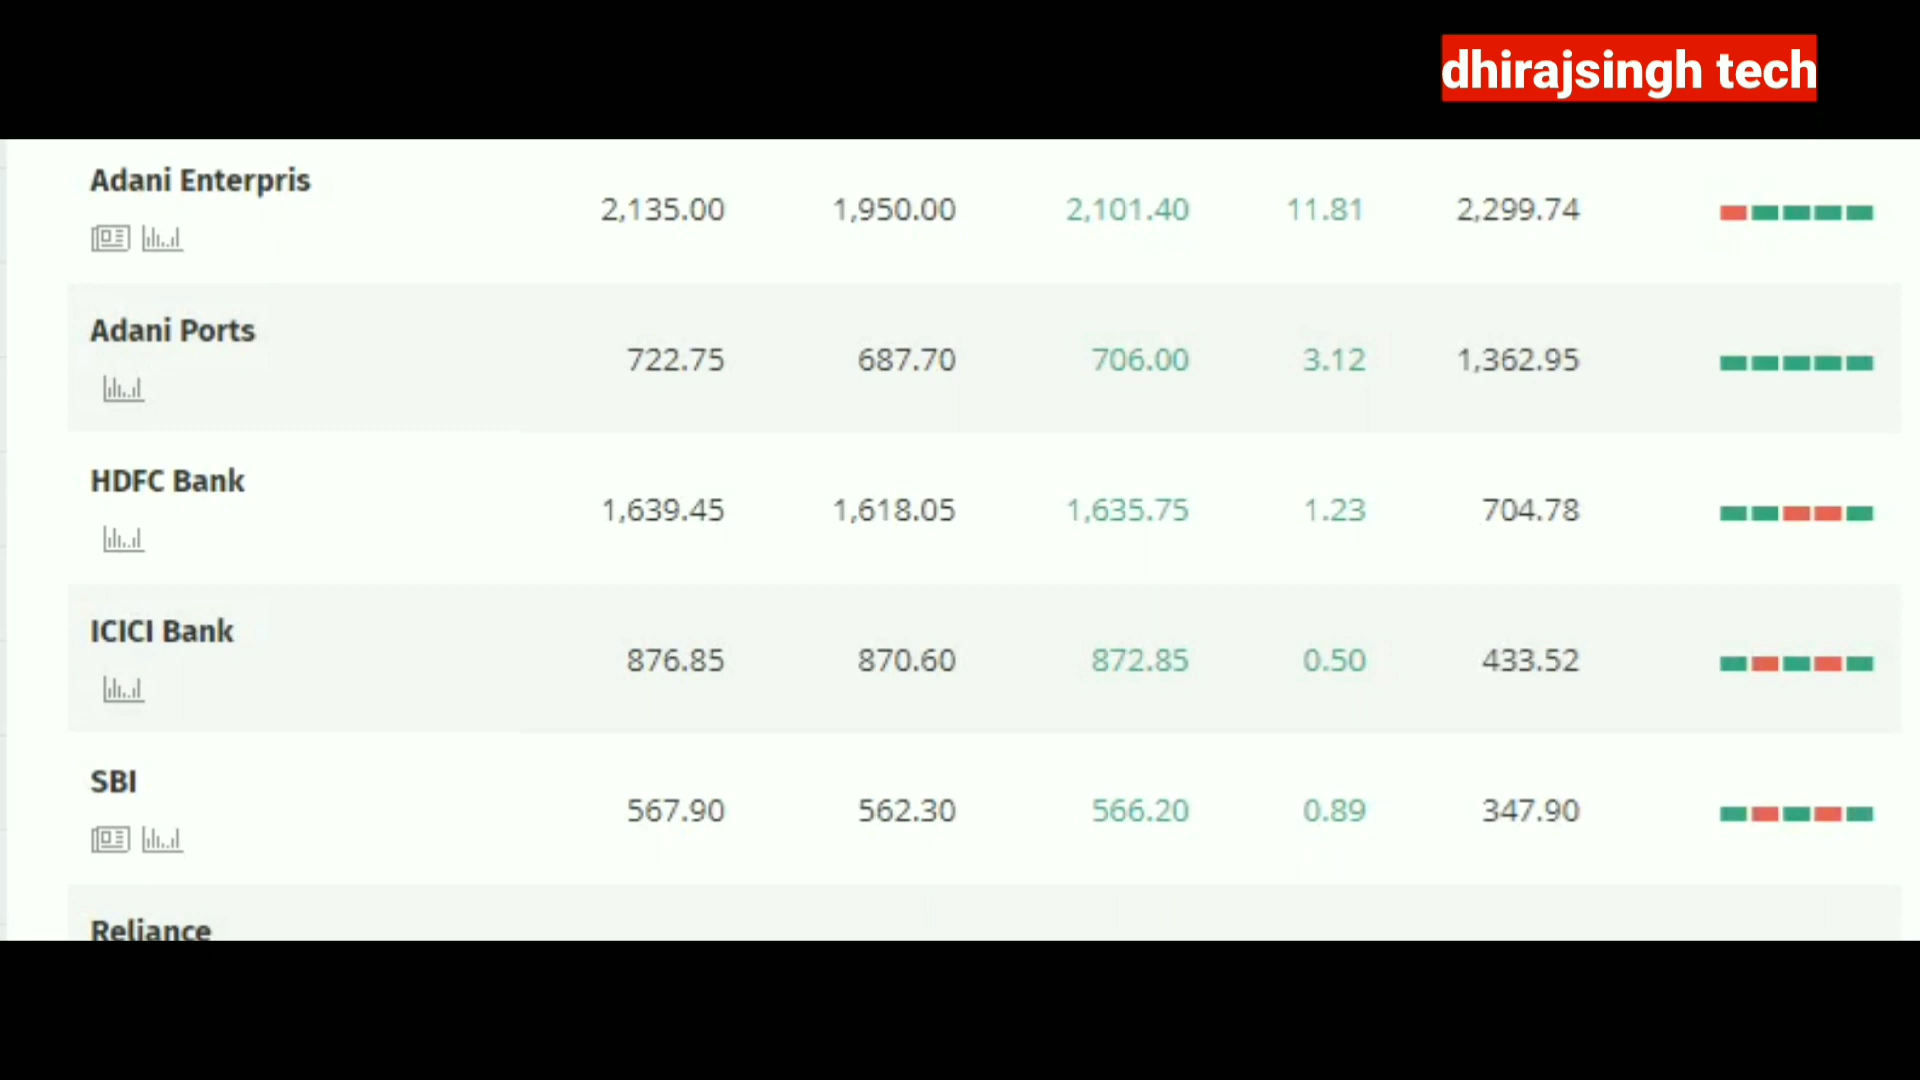 dhirajsingh tech
Adani Enterpris 2,135.00 1,950.00 2,101.40 11.81 2,299.74
Adani Ports 722.75 687.70 706.00 3.12 1,362.95
HDFC Bank 1,639.45 1,618.05 1,635.75 1.23 704.78
ICICI Bank 876.85 870.60 872.85 0.50 433.52
SBI 567.90 562.30 566.20 0.89 347.90
Reliance